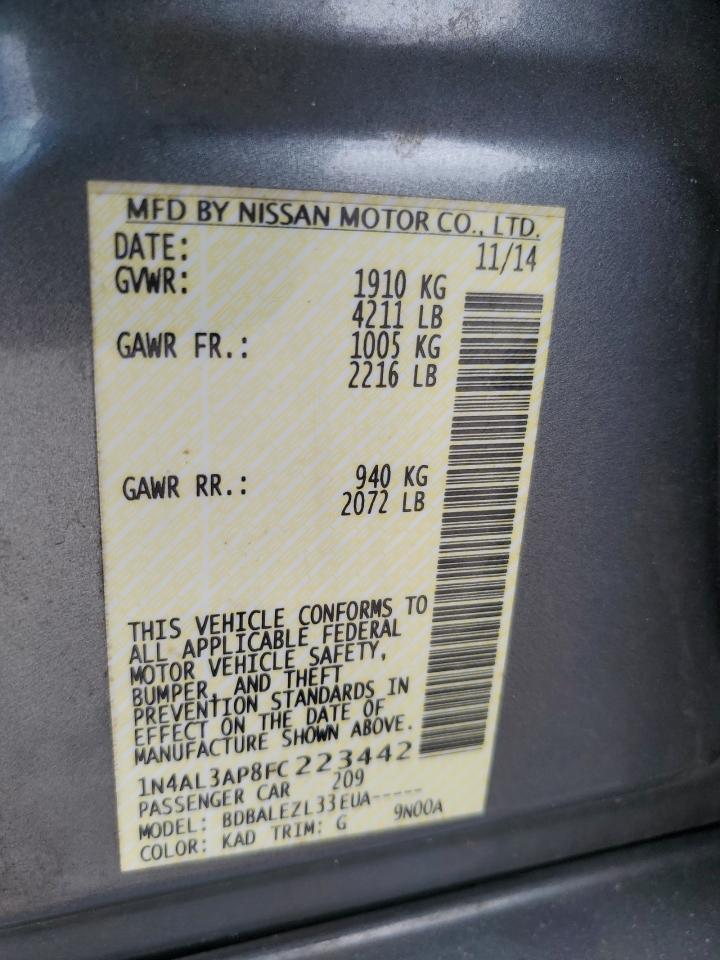 MFD BY NISSAN MOTOR CO., LTD.
DATE: 11/14
GVWR: 1910 KG
4211 LB
GAWR FR.: 1005 KG
2216 LB
GAWR RR.: 940 KG
2072 LB
THIS VEHICLE CONFORMS TO
ALL APPLICABLE FEDERAL
MOTOR VEHICLE SAFETY,
BUMPER, AND THEFT
PREVENTION STANDARDS IN
EFFECT ON THE DATE OF
MANUFACTURE SHOWN ABOVE.
1N4AL3AP8FC223442
PASSENGER CAR 209
MODEL: BDBALEZL33EUA-----
COLOR: KAD TRIM: G 9N00A